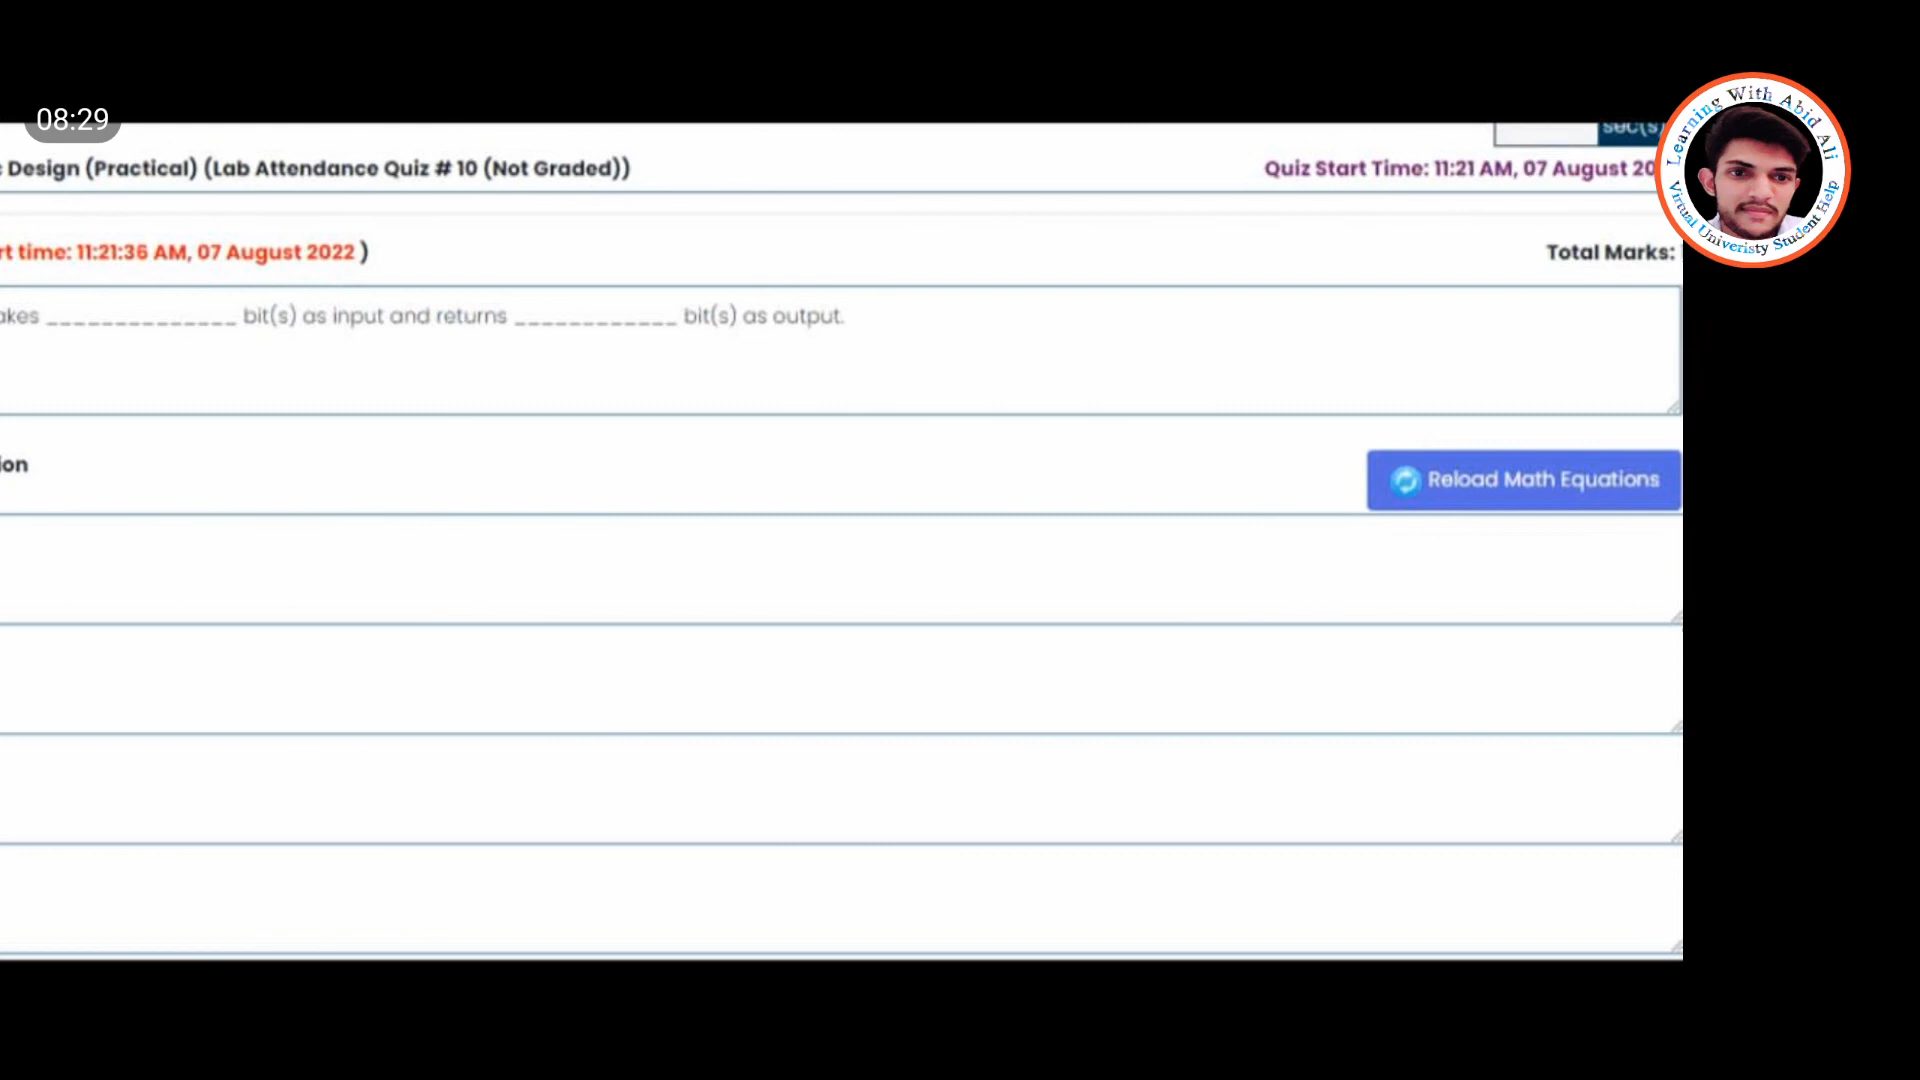 08:29
sec(s)
Design (Practical) (Lab Attendance Quiz # 10 (Not Graded))
Quiz Start Time: 11:21 AM, 07 August 20
rt time: 11:21:36 AM, 07 August 2022 )
Total Marks:
akes ______________ bit(s) as input and returns ____________ bit(s) as output.
ion
Reload Math Equations
Learning With Abid Ali
Virtual Univeristy Student Help